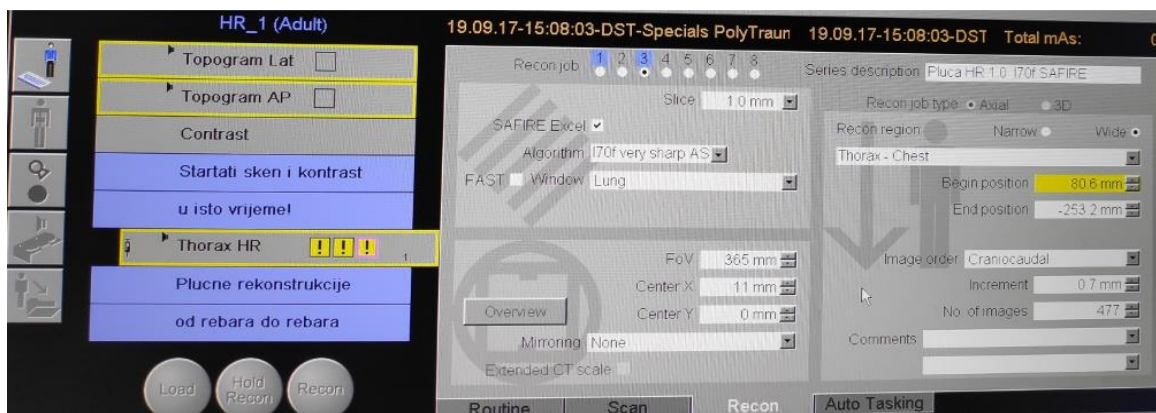 HR_1 (Adult)
Topogram Lat
Topogram AP
Contrast
Startati sken i kontrast
u isto vrijeme!
Thorax HR ! ! ! 1
Plucne rekonstrukcije
od rebara do rebara
Load
Hold Recon
Recon
19.09.17-15:08:03-DST-Specials PolyTraun
Recon job 1 2 3 4 5 6 7 8
Slice 1.0 mm
SAFIRE Excel
Algorithm I70f very sharp AS
FAST Window Lung
FoV 365 mm
Center X 11 mm
Overview
Center Y 0 mm
Mirroring None
Extended CT scale
Routine Scan Recon Auto Tasking
19.09.17-15:08:03-DST Total mAs: 0
Series description Pluca HR 1.0 I70f SAFIRE
Recon job type Axial 3D
Recon region Narrow Wide
Thorax - Chest
Begin position 80.6 mm
End position -253.2 mm
Image order Craniocaudal
Increment 0.7 mm
No. of images 477
Comments